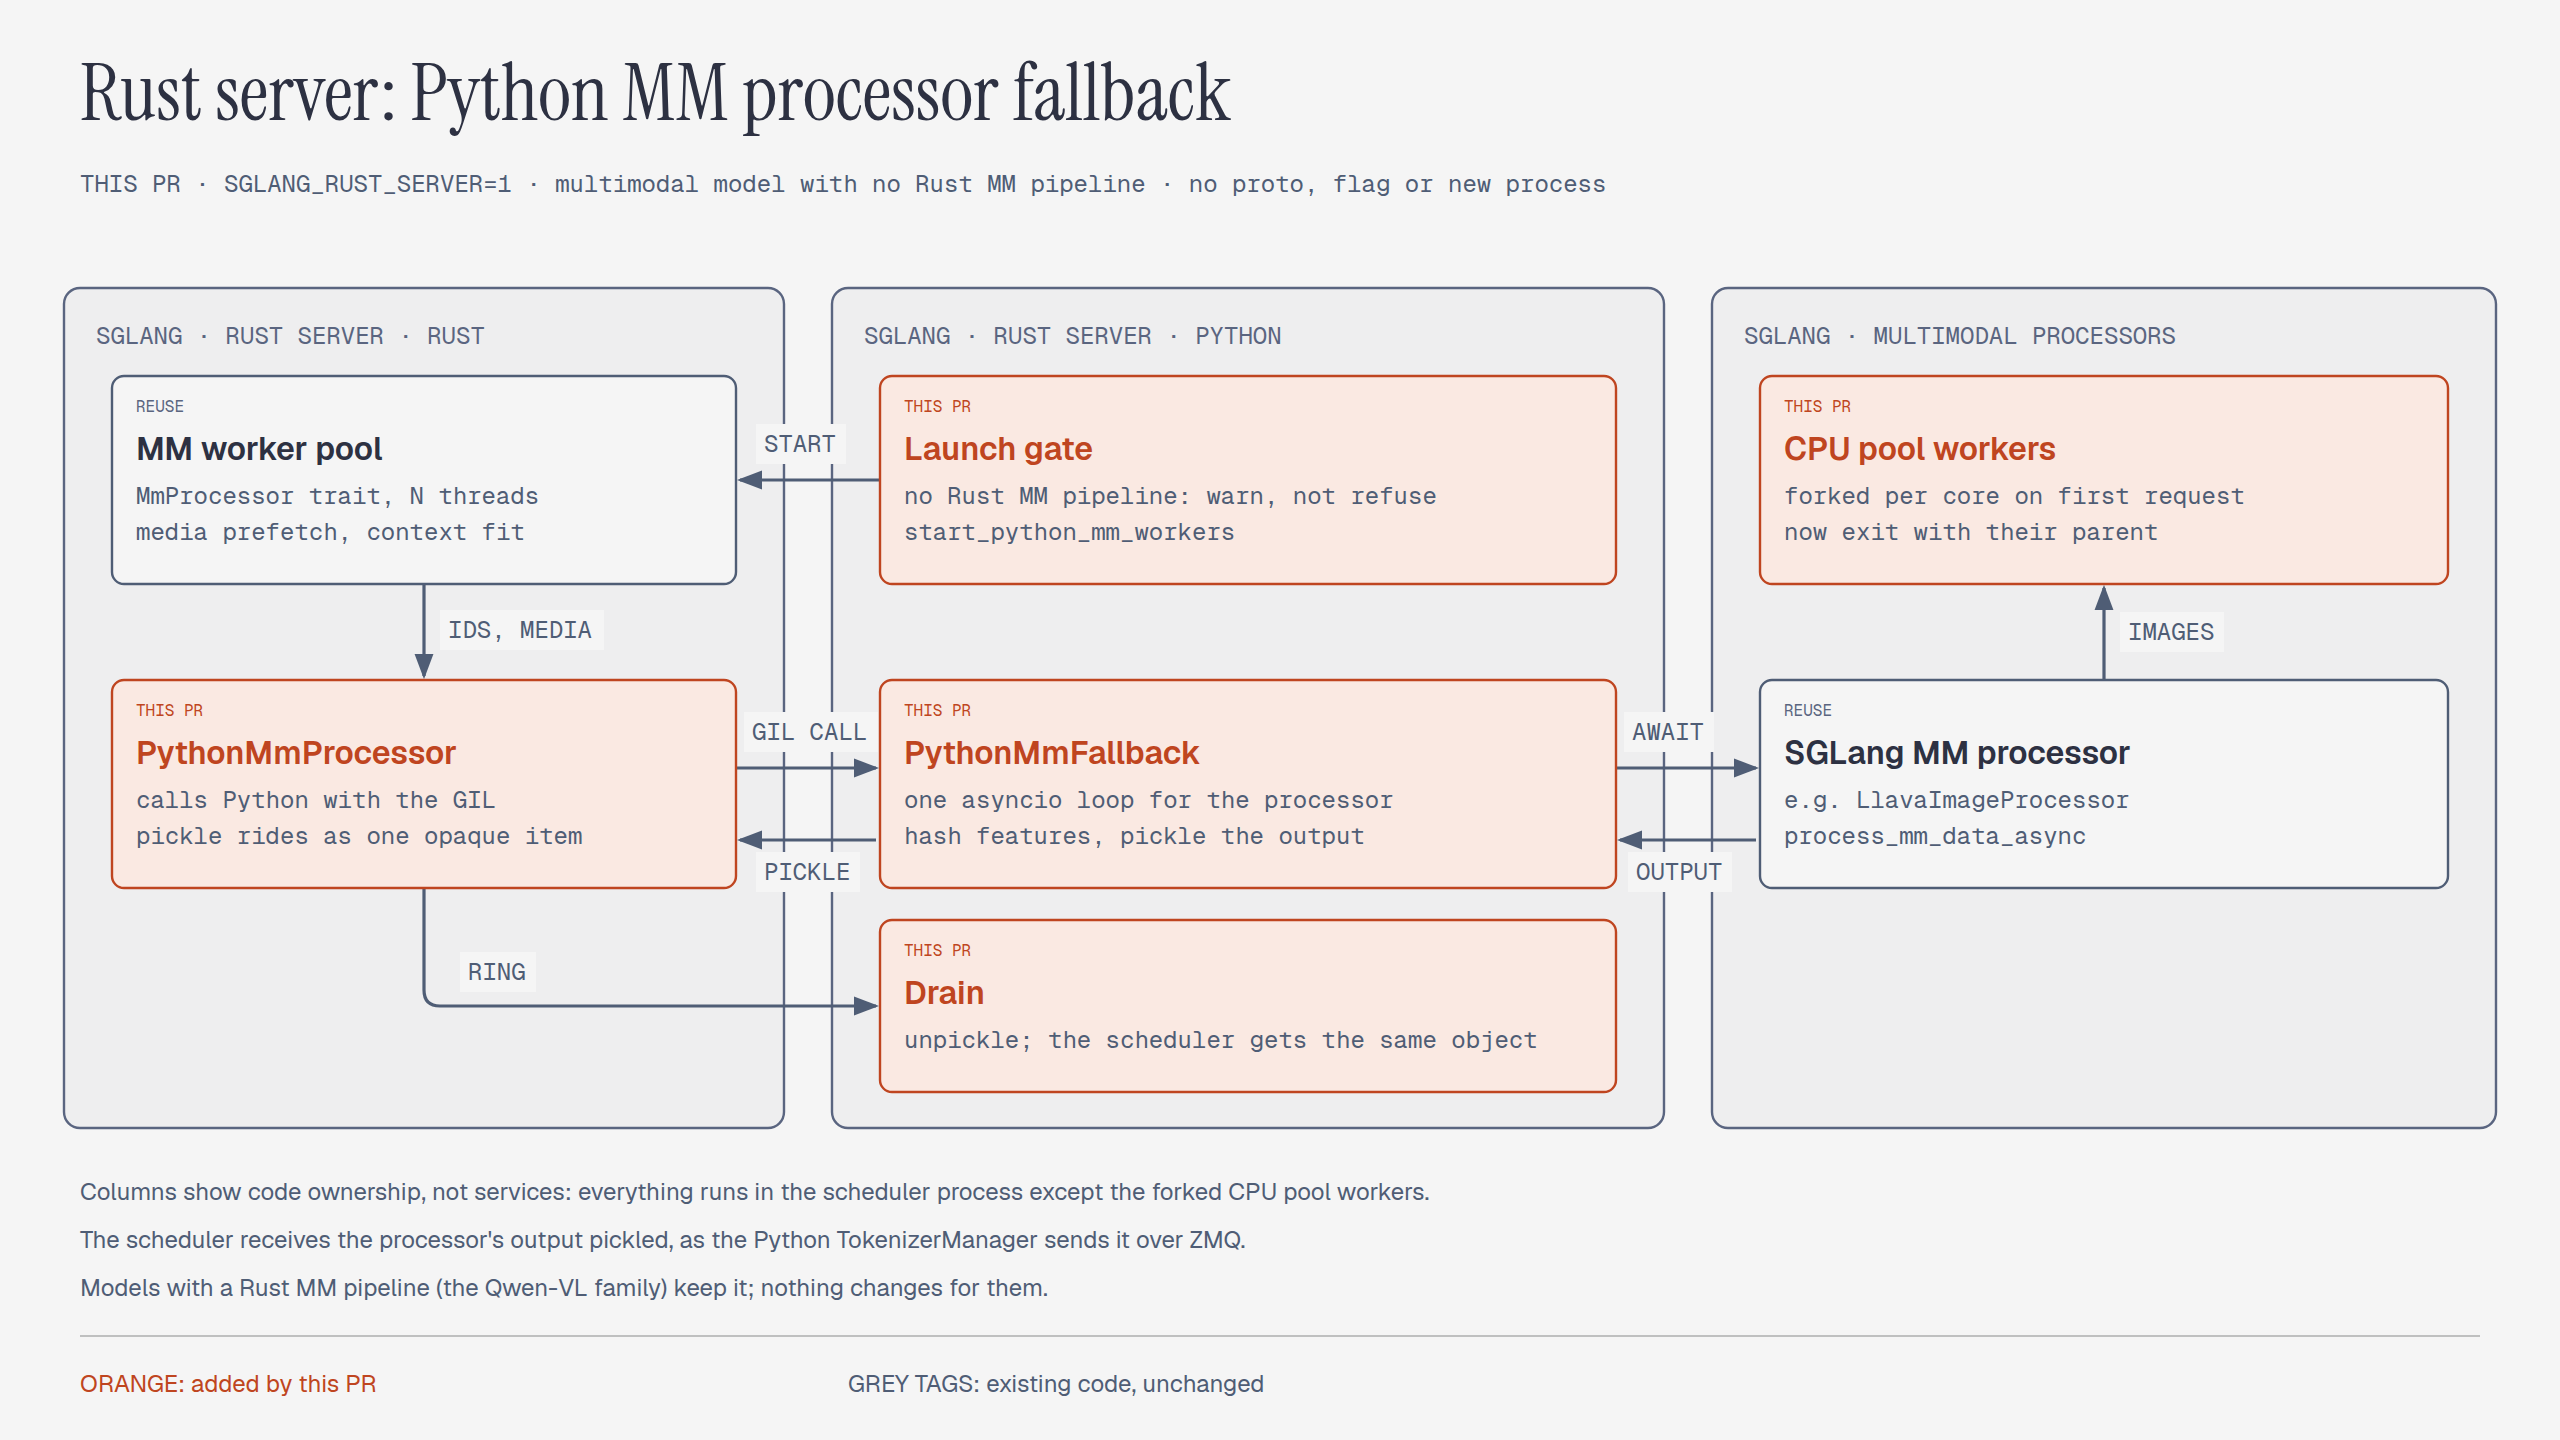 Rust server: Python MM processor fallback
THIS PR · SGLANG_RUST_SERVER=1 · multimodal model with no Rust MM pipeline · no proto, flag or new process
SGLANG · RUST SERVER · RUST
REUSE
MM worker pool
MmProcessor trait, N threads
media prefetch, context fit
IDS, MEDIA
THIS PR
PythonMmProcessor
calls Python with the GIL
pickle rides as one opaque item
RING
START
GIL CALL
PICKLE
SGLANG · RUST SERVER · PYTHON
THIS PR
Launch gate
no Rust MM pipeline: warn, not refuse
start_python_mm_workers
THIS PR
PythonMmFallback
one asyncio loop for the processor
hash features, pickle the output
THIS PR
Drain
unpickle; the scheduler gets the same object
AWAIT
OUTPUT
SGLANG · MULTIMODAL PROCESSORS
THIS PR
CPU pool workers
forked per core on first request
now exit with their parent
IMAGES
REUSE
SGLang MM processor
e.g. LlavaImageProcessor
process_mm_data_async
Columns show code ownership, not services: everything runs in the scheduler process except the forked CPU pool workers.
The scheduler receives the processor's output pickled, as the Python TokenizerManager sends it over ZMQ.
Models with a Rust MM pipeline (the Qwen-VL family) keep it; nothing changes for them.
ORANGE: added by this PR
GREY TAGS: existing code, unchanged